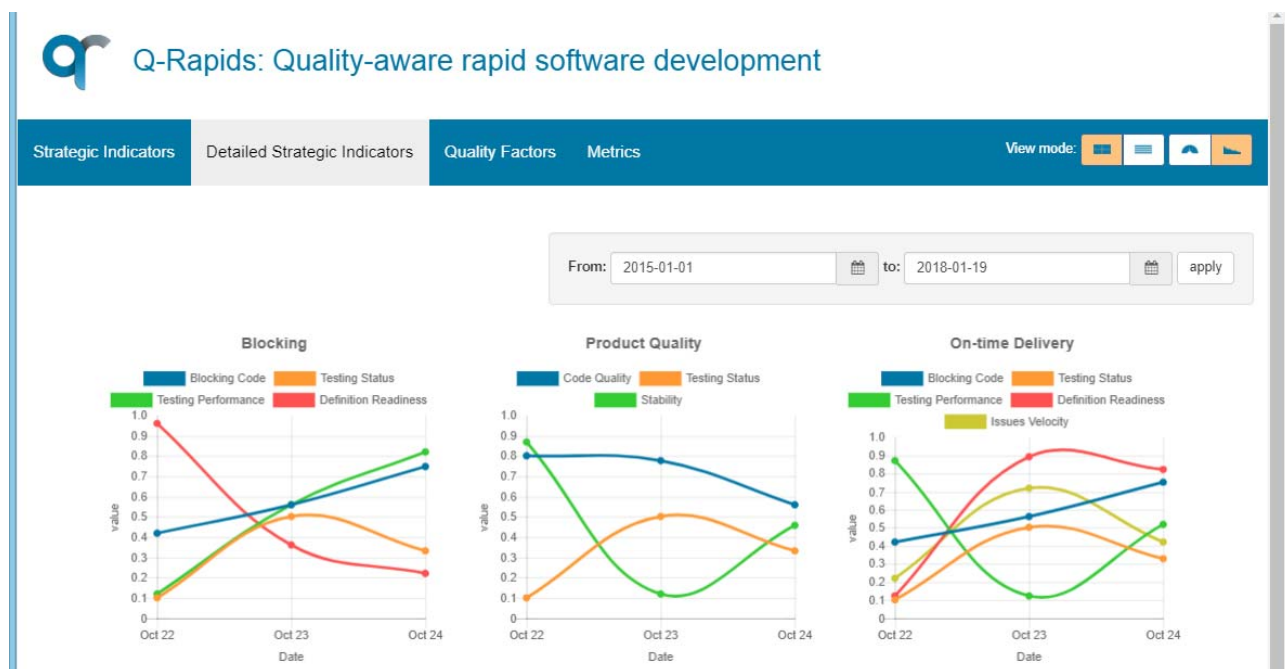 qr Q-Rapids: Quality-aware rapid software development
Strategic Indicators Detailed Strategic Indicators Quality Factors Metrics View mode:
From: 2015-01-01 to: 2018-01-19 apply
Blocking
Blocking Code Testing Status
Testing Performance Definition Readiness
1.0
0.9
0.8
0.7
0.6
0.5
0.4
0.3
0.2
0.1
0
value
Oct 22 Oct 23 Oct 24
Date
Product Quality
Code Quality Testing Status
Stability
1.0
0.9
0.8
0.7
0.6
0.5
0.4
0.3
0.2
0.1
0
value
Oct 22 Oct 23 Oct 24
Date
On-time Delivery
Blocking Code Testing Status
Testing Performance Definition Readiness
Issues Velocity
1.0
0.9
0.8
0.7
0.6
0.5
0.4
0.3
0.2
0.1
0
value
Oct 22 Oct 23 Oct 24
Date